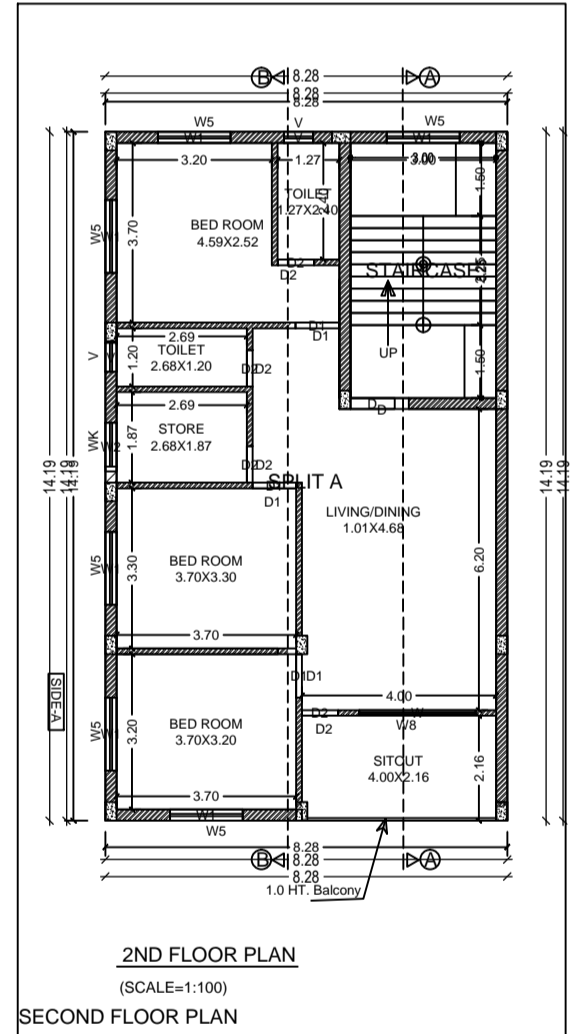 B 8.28 A
8.28
8.28
W5 V W5
W1 V W1
3.20 1.27 3.00
TOILET
1.27X2.40
2.40
1.50
BED ROOM
4.59X2.52
3.70
W5
D2
D2
STAIRCASE
UP
1.50
D1
D1
2.69
TOILET
2.68X1.20
1.20
V
D2 D2
2.69
STORE
2.68X1.87
1.87
WK
W2
D D
D2 D2
SPLIT A
D1
D1
LIVING/DINING
1.01X4.68
14.19
14.19
14.19
14.19
14.19
6.20
BED ROOM
3.70X3.30
3.30
W5
3.70
D1 D1
4.00
D2 W
D2 W8
SIDE-A
BED ROOM
3.70X3.20
3.20
W5
SITOUT
4.00X2.16
2.16
3.70
W1
W5
8.28
B 8.28 A
8.28
1.0 HT. Balcony
2ND FLOOR PLAN
(SCALE=1:100)
SECOND FLOOR PLAN